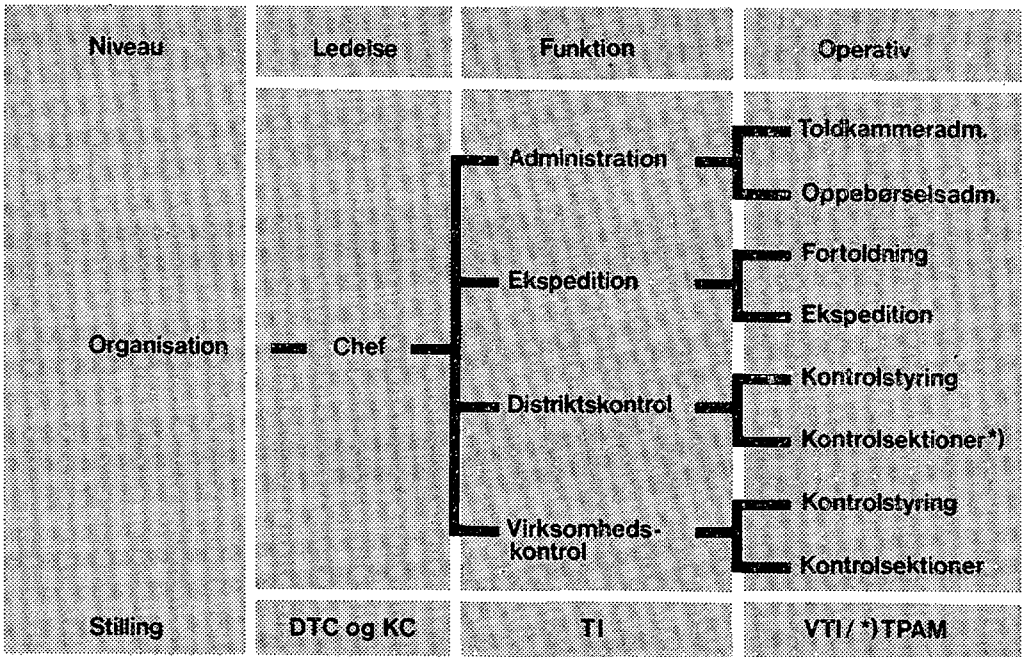 Niveau Ledelse Funktion Operativ
Toldkammeradm.
Administration
Oppebørselsadm.
Fortoldning
Ekspedition
Ekspedition
Organisation Chef
Kontrolstyring
Distriktskontrol
Kontrolsektioner*)
Kontrolstyring
Virksomheds-
kontrol
Kontrolsektioner
Stilling DTC og KC TI VTI/ *) TPAM